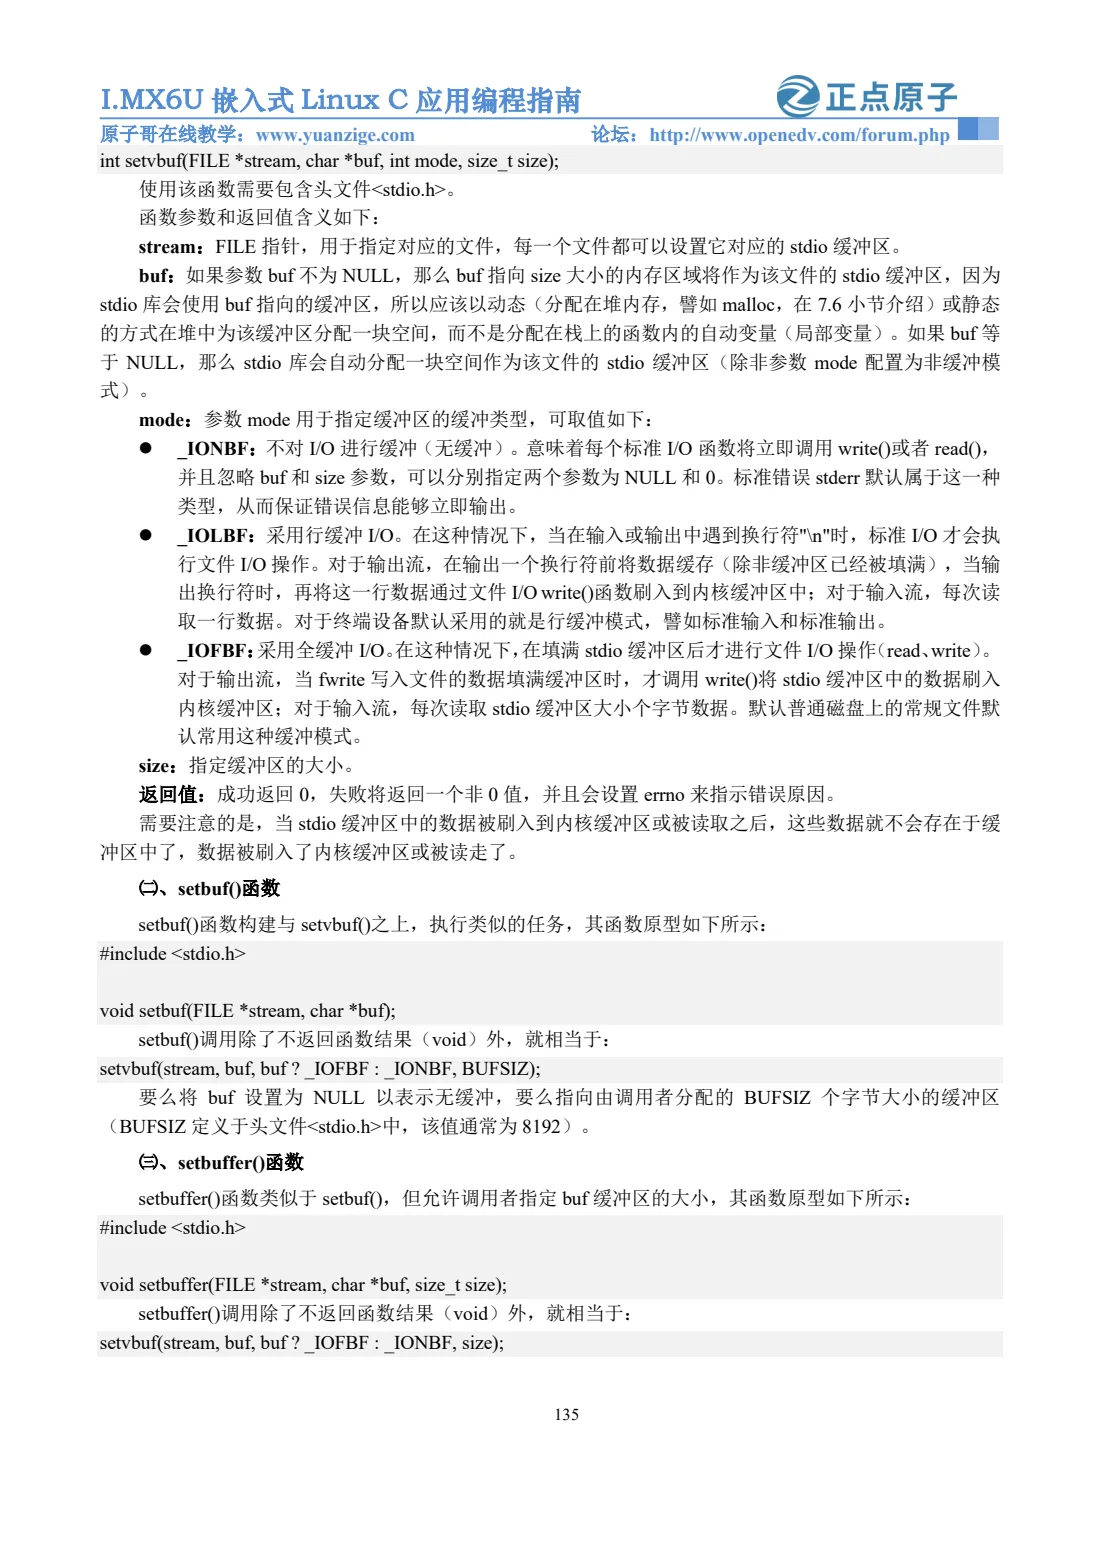 I.MX6U 嵌入式 Linux C 应用编程指南
正点原子
原子哥在线教学：www.yuanzige.com 论坛：http://www.openedv.com/forum.php
int setvbuf(FILE *stream, char *buf, int mode, size_t size);
使用该函数需要包含头文件<stdio.h>。
函数参数和返回值含义如下：
stream：FILE 指针，用于指定对应的文件，每一个文件都可以设置它对应的 stdio 缓冲区。
buf：如果参数 buf 不为 NULL，那么 buf 指向 size 大小的内存区域将作为该文件的 stdio 缓冲区，因为
stdio 库会使用 buf 指向的缓冲区，所以应该以动态（分配在堆内存，譬如 malloc，在 7.6 小节介绍）或静态
的方式在堆中为该缓冲区分配一块空间，而不是分配在栈上的函数内的自动变量（局部变量）。如果 buf 等
于 NULL，那么 stdio 库会自动分配一块空间作为该文件的 stdio 缓冲区（除非参数 mode 配置为非缓冲模
式）。
mode：参数 mode 用于指定缓冲区的缓冲类型，可取值如下：
● _IONBF：不对 I/O 进行缓冲（无缓冲）。意味着每个标准 I/O 函数将立即调用 write()或者 read()，
并且忽略 buf 和 size 参数，可以分别指定两个参数为 NULL 和 0。标准错误 stderr 默认属于这一种
类型，从而保证错误信息能够立即输出。
● _IOLBF：采用行缓冲 I/O。在这种情况下，当在输入或输出中遇到换行符"\n"时，标准 I/O 才会执
行文件 I/O 操作。对于输出流，在输出一个换行符前将数据缓存（除非缓冲区已经被填满），当输
出换行符时，再将这一行数据通过文件 I/O write()函数刷入到内核缓冲区中；对于输入流，每次读
取一行数据。对于终端设备默认采用的就是行缓冲模式，譬如标准输入和标准输出。
● _IOFBF：采用全缓冲 I/O。在这种情况下，在填满 stdio 缓冲区后才进行文件 I/O 操作（read、write）。
对于输出流，当 fwrite 写入文件的数据填满缓冲区时，才调用 write()将 stdio 缓冲区中的数据刷入
内核缓冲区；对于输入流，每次读取 stdio 缓冲区大小个字节数据。默认普通磁盘上的常规文件默
认常用这种缓冲模式。
size：指定缓冲区的大小。
返回值：成功返回 0，失败将返回一个非 0 值，并且会设置 errno 来指示错误原因。
需要注意的是，当 stdio 缓冲区中的数据被刷入到内核缓冲区或被读取之后，这些数据就不会存在于缓
冲区中了，数据被刷入了内核缓冲区或被读走了。
㈡、setbuf()函数
setbuf()函数构建与 setvbuf()之上，执行类似的任务，其函数原型如下所示：
#include <stdio.h>
void setbuf(FILE *stream, char *buf);
setbuf()调用除了不返回函数结果（void）外，就相当于：
setvbuf(stream, buf, buf ? _IOFBF : _IONBF, BUFSIZ);
要么将 buf 设置为 NULL 以表示无缓冲，要么指向由调用者分配的 BUFSIZ 个字节大小的缓冲区
（BUFSIZ 定义于头文件<stdio.h>中，该值通常为 8192）。
㈢、setbuffer()函数
setbuffer()函数类似于 setbuf()，但允许调用者指定 buf 缓冲区的大小，其函数原型如下所示：
#include <stdio.h>
void setbuffer(FILE *stream, char *buf, size_t size);
setbuffer()调用除了不返回函数结果（void）外，就相当于：
setvbuf(stream, buf, buf ? _IOFBF : _IONBF, size);
135